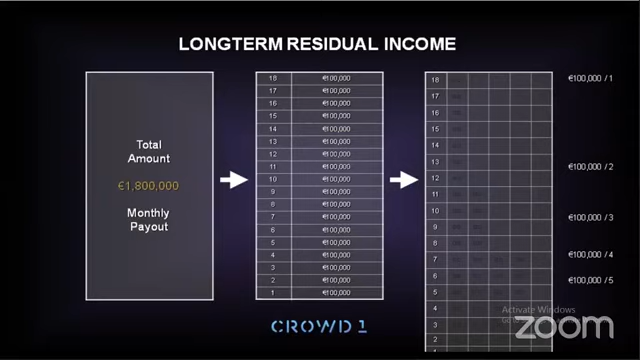 LONGTERM RESIDUAL INCOME
Total
Amount
€1,800,000
Monthly
Payout
18 €100,000
17 €100,000
16 €100,000
15 €100,000
14 €100,000
13 €100,000
12 €100,000
11 €100,000
10 €100,000
9 €100,000
8 €100,000
7 €100,000
6 €100,000
5 €100,000
4 €100,000
3 €100,000
2 €100,000
1 €100,000
18 €100,000 / 1
17
16
15
14
13 €100,000 / 2
12
11
10 €100,000 / 3
9
8 €100,000 / 4
7
6 €100,000 / 5
5
4
3
2
CROWD 1
Activate Windows
zoom